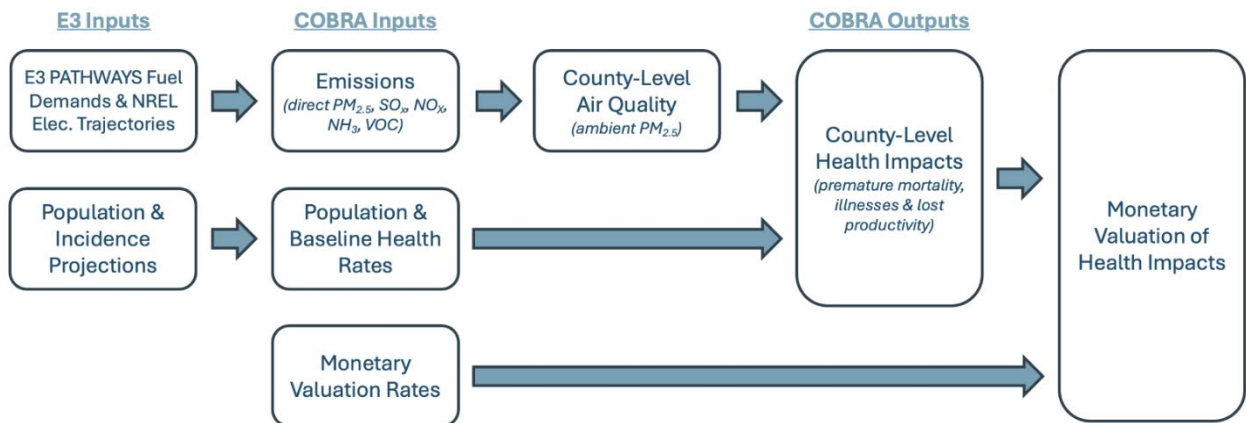 E3 Inputs
COBRA Inputs
COBRA Outputs
E3 PATHWAYS Fuel
Demands & NREL
Elec. Trajectories
Emissions
(direct PM2.5, SOx, NOX,
NH3, VOC)
County-Level
Air Quality
(ambient PM2.5)
County-Level
Health Impacts
(premature mortality,
illnesses & lost
productivity)
Population &
Incidence
Projections
Population &
Baseline Health
Rates
Monetary
Valuation of
Health Impacts
Monetary
Valuation Rates